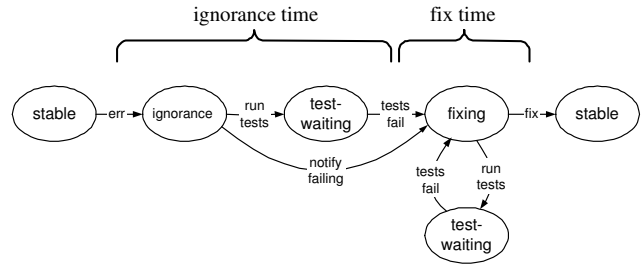 ignorance time
fix time
stable
err
ignorance
run
tests
test-
waiting
tests
fail
fixing
fix
stable
notify
failing
tests
fail
run
tests
test-
waiting